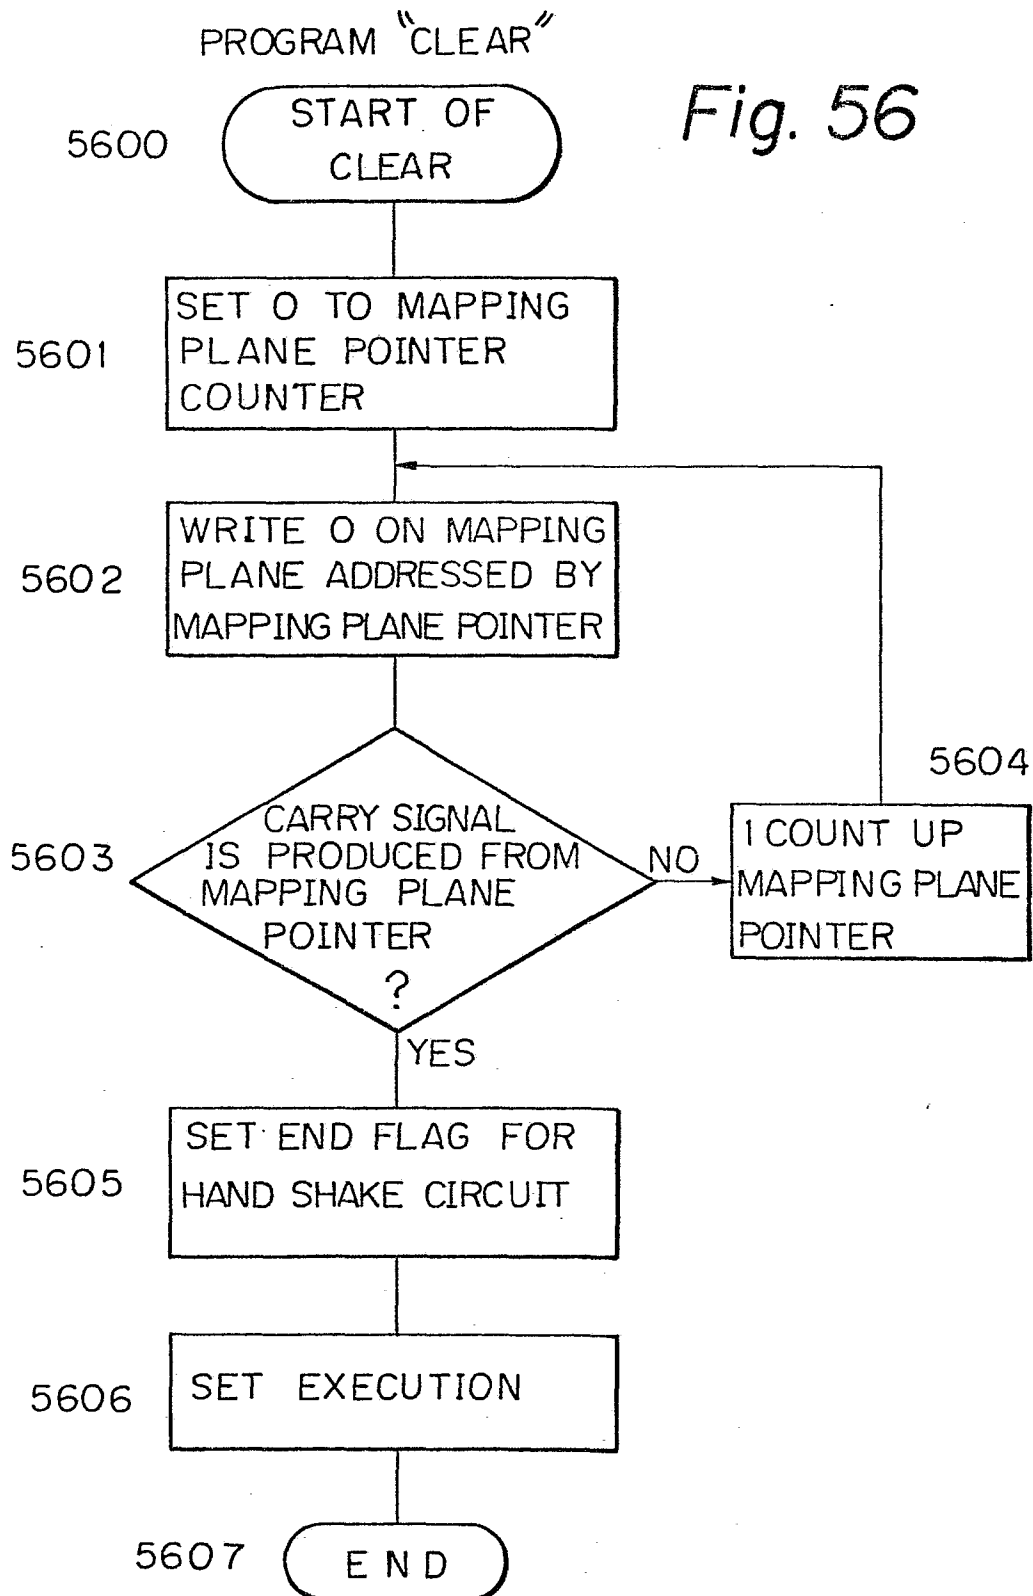 PROGRAM "CLEAR"
Fig. 56
5600
START OF
CLEAR
5601
SET O TO MAPPING
PLANE POINTER
COUNTER
5602
WRITE O ON MAPPING
PLANE ADDRESSED BY
MAPPING PLANE POINTER
5603
CARRY SIGNAL
IS PRODUCED FROM
MAPPING PLANE
POINTER
?
NO
5604
1 COUNT UP
MAPPING PLANE
POINTER
YES
5605
SET END FLAG FOR
HAND SHAKE CIRCUIT
5606
SET EXECUTION
5607
END